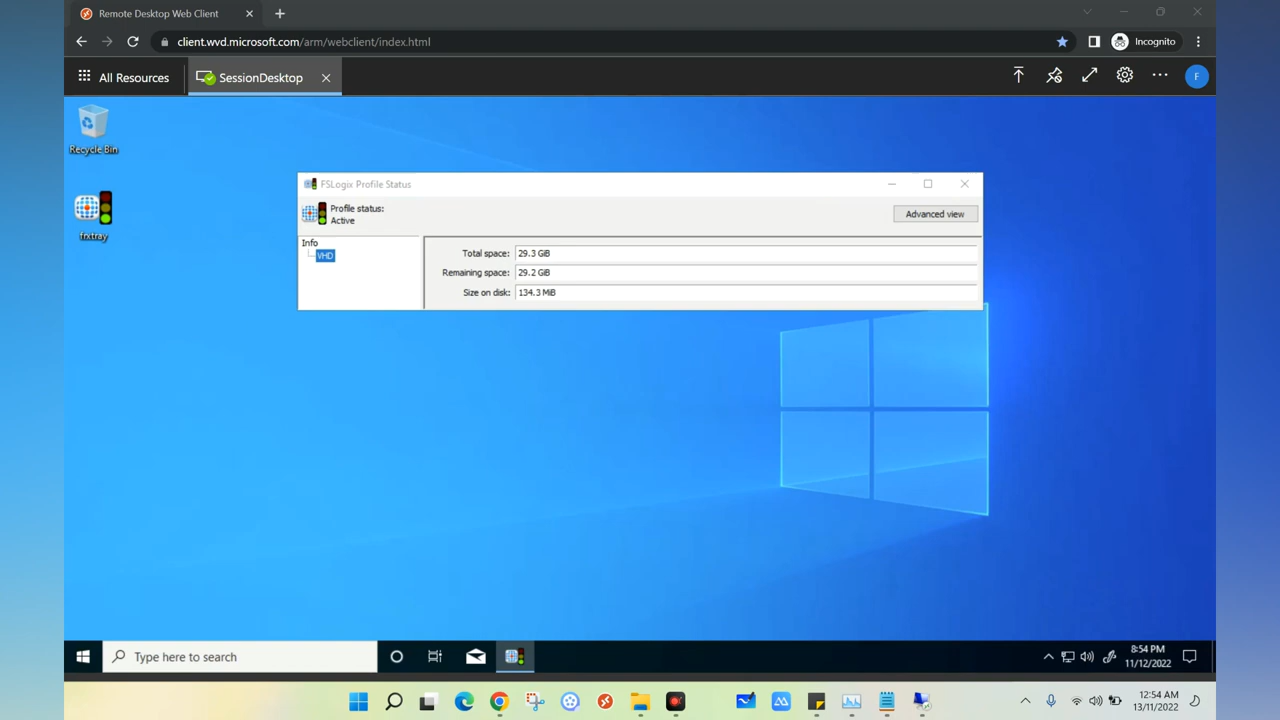 Remote Desktop Web Client
client.wvd.microsoft.com/arm/webclient/index.html
Incognito
All Resources
SessionDesktop
F
Recycle Bin
frxtray
FSLogix Profile Status
Profile status:
Active
Advanced view
Info
VHD
Total space: 29.3 GiB
Remaining space: 29.2 GiB
Size on disk: 134.3 MiB
Type here to search
8:54 PM
11/12/2022
12:54 AM
13/11/2022